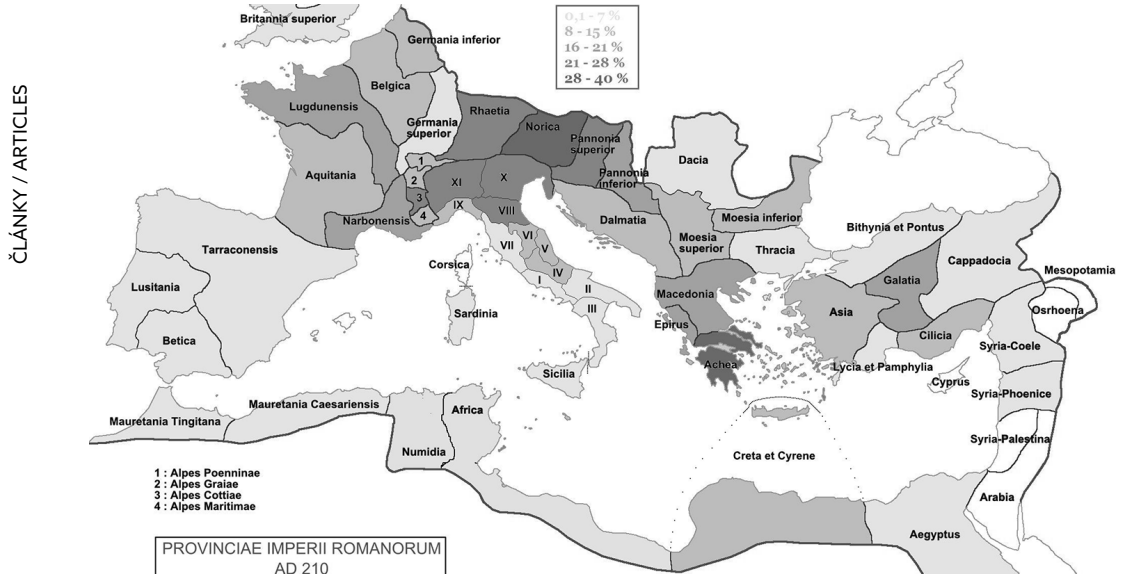 ČLÁNKY / ARTICLES
0,1 - 7 %
8 - 15 %
16 - 21 %
21 - 28 %
28 - 40 %
Britannia superior
Germania inferior
Belgica
Lugdunensis
Germania
superior
Rhaetia
Norica
Pannonia
superior
Pannonia
inferior
Dacia
Aquitania
1
2
3
4
XI
X
IX
VIII
Narbonensis
Dalmatia
Moesia inferior
Moesia
superior
Thracia
Bithynia et Pontus
Tarraconensis
VII
VI
V
IV
I
II
III
Corsica
Cappadocia
Mesopotamia
Lusitania
Galatia
Macedonia
Sardinia
Asia
Osrhoena
Epirus
Betica
Cilicia
Syria-Coele
Achea
Lycia et Pamphylia
Sicilia
Cyprus
Syria-Phoenice
Mauretania Caesariensis
Africa
Mauretania Tingitana
Syria-Palestina
Numidia
Creta et Cyrene
Arabia
Aegyptus
1 : Alpes Poenninae
2 : Alpes Graiae
3 : Alpes Cottiae
4 : Alpes Maritimae
PROVINCIAE IMPERII ROMANORUM
AD 210